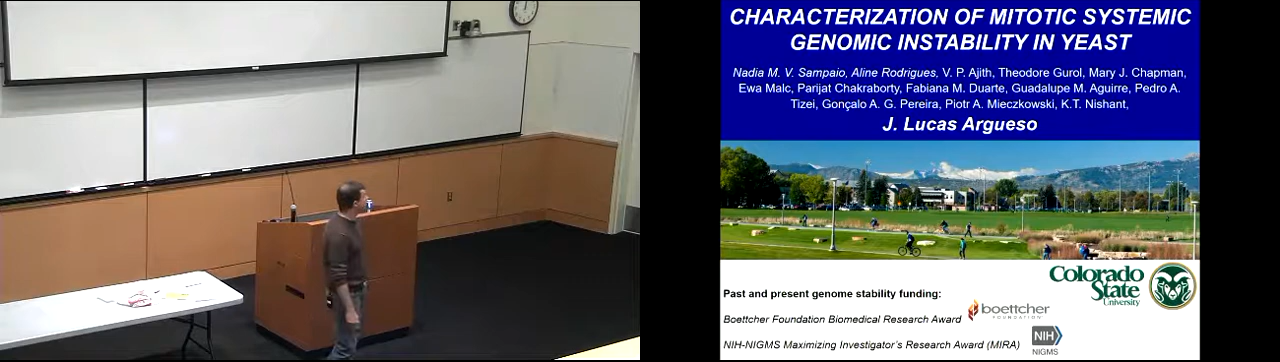 CHARACTERIZATION OF MITOTIC SYSTEMIC
GENOMIC INSTABILITY IN YEAST
Nadia M. V. Sampaio, Aline Rodrigues, V. P. Ajith, Theodore Gurol, Mary J. Chapman,
Ewa Malc, Parijat Chakraborty, Fabiana M. Duarte, Guadalupe M. Aguirre, Pedro A.
Tizei, Gonçalo A. G. Pereira, Piotr A. Mieczkowski, K.T. Nishant,
J. Lucas Argueso
Colorado
State
University
Past and present genome stability funding:
Boettcher Foundation Biomedical Research Award
boettcher
FOUNDATION
NIH-NIGMS Maximizing Investigator's Research Award (MIRA)
NIH
NIGMS